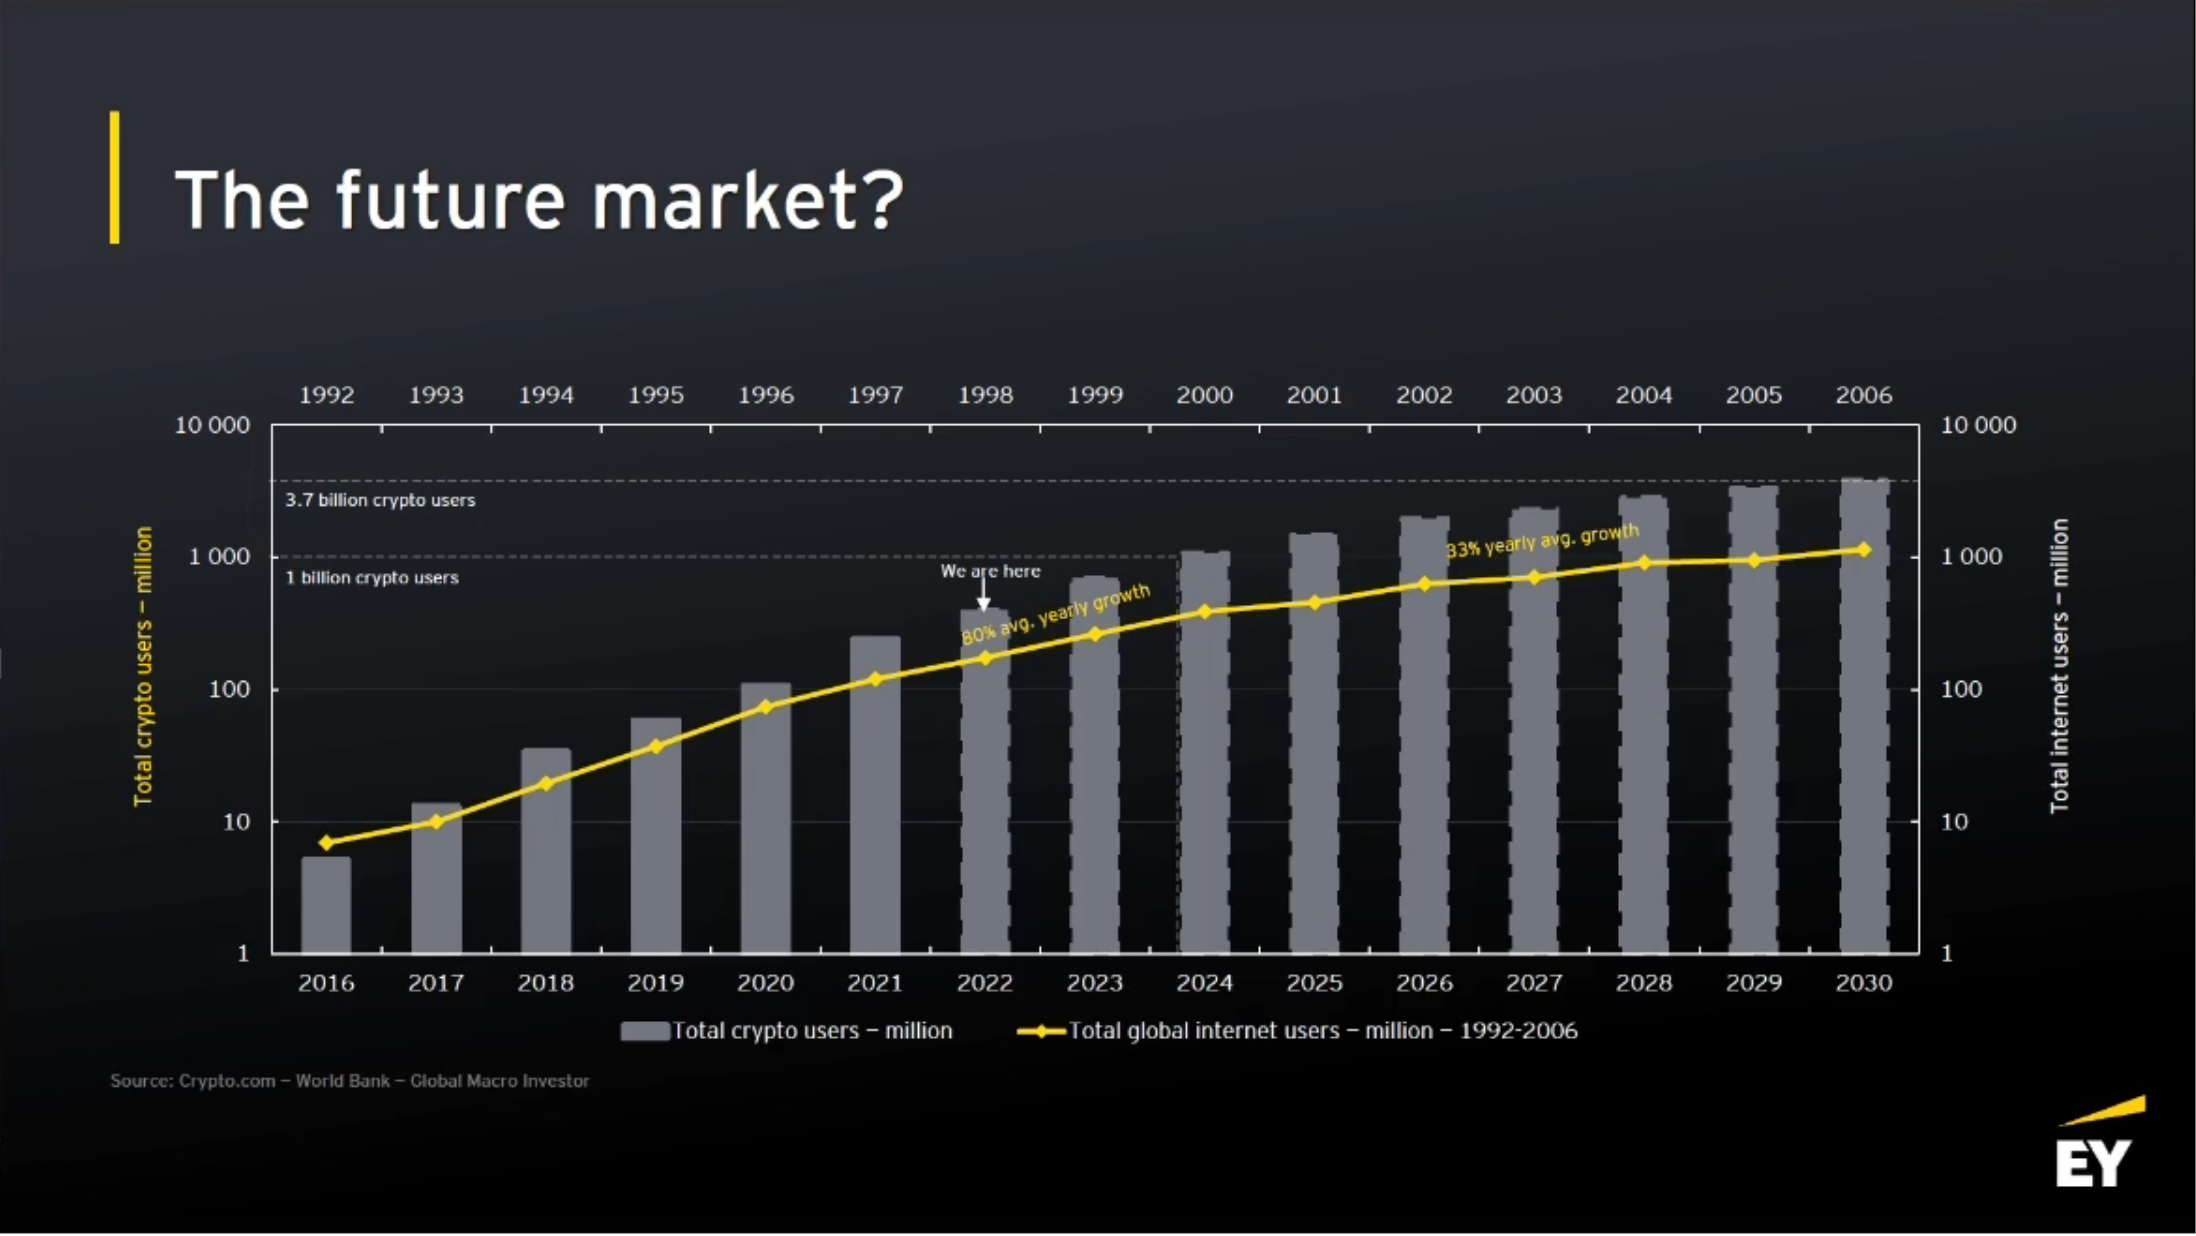 The future market?
1992 1993 1994 1995 1996 1997 1998 1999 2000 2001 2002 2003 2004 2005 2006
10 000
10 000
3.7 billion crypto users
33% yearly avg. growth
1 000
1 000
1 billion crypto users
We are here
80% avg. yearly growth
Total crypto users – million
Total internet users – million
100
100
10
10
1
1
2016 2017 2018 2019 2020 2021 2022 2023 2024 2025 2026 2027 2028 2029 2030
Total crypto users – million
Total global internet users – million – 1992-2006
Source: Crypto.com – World Bank – Global Macro Investor
EY